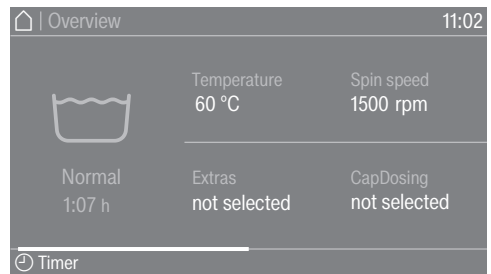 | Overview 11:02
Temperature Spin speed
60 °C 1500 rpm
Normal Extras CapDosing
1:07 h not selected not selected
Timer